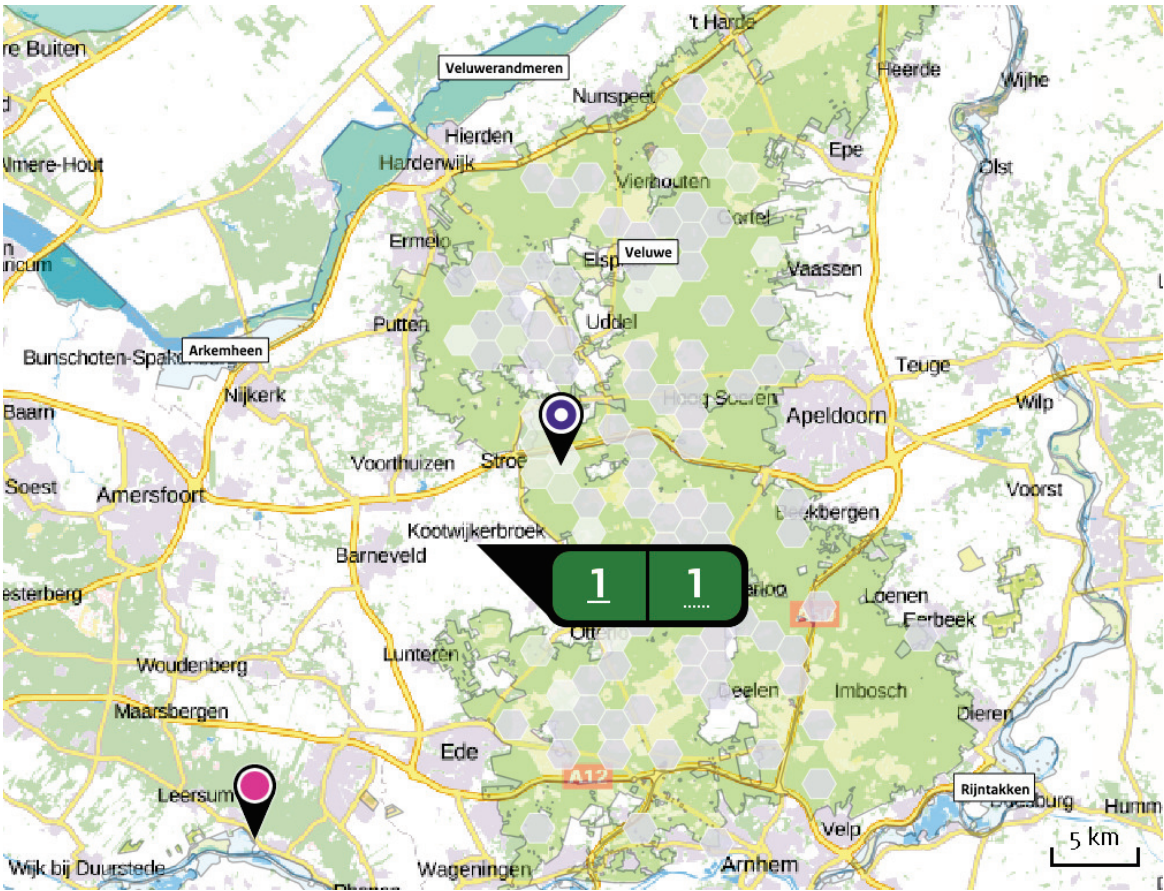 't Harde
re Buiten
Heerde
Veluwerandmeren
Wijhe
Nunspeet
Hierden
Epe
Almere-Hout
Harderwijk
Olst
Vierhouten
Gortel
Ermelo
Veluwe
Vaassen
Putten
Uddel
Bunschoten-Spakenburg
Arkemheen
Teuge
Nijkerk
Hoog Soeren
Wilp
Baarn
Apeldoorn
Voorthuizen
Stroe
Soest
Amersfoort
Voorst
Beekbergen
Kootwijkerbroek
Barneveld
1 1
esterberg
Loenen
Eerbeek
Otterlo
Lunteren
Woudenberg
Deelen
Imbosch
Maarsbergen
Dieren
Ede
A12
Leersum
Rijntakken
Humm
Velp
5 km
Wijk bij Duurstede
Wageningen
Arnhem